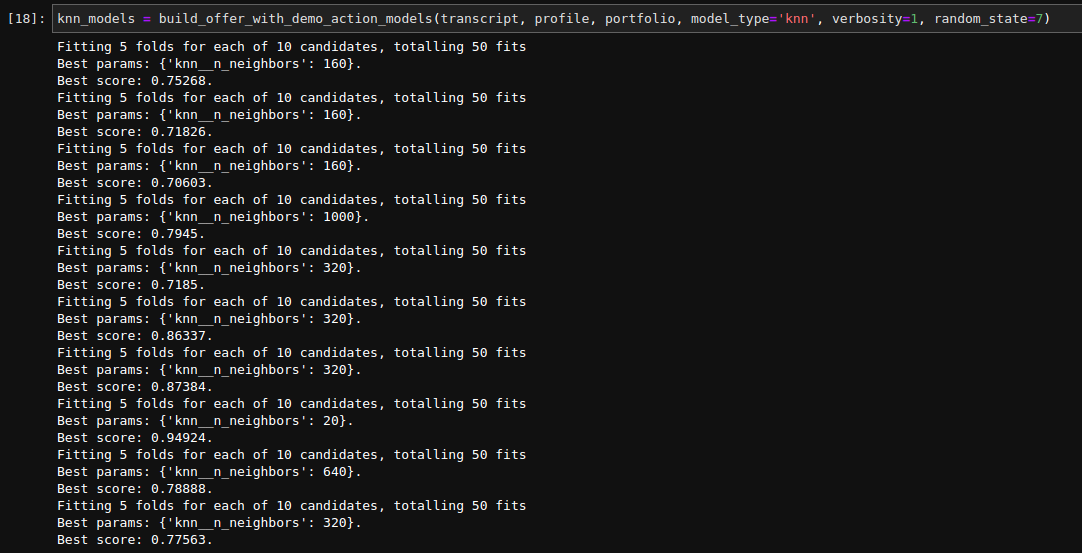 [18]: knn_models = build_offer_with_demo_action_models(transcript, profile, portfolio, model_type='knn', verbosity=1, random_state=7)
Fitting 5 folds for each of 10 candidates, totalling 50 fits
Best params: {'knn__n_neighbors': 160}.
Best score: 0.75268.
Fitting 5 folds for each of 10 candidates, totalling 50 fits
Best params: {'knn__n_neighbors': 160}.
Best score: 0.71826.
Fitting 5 folds for each of 10 candidates, totalling 50 fits
Best params: {'knn__n_neighbors': 160}.
Best score: 0.70603.
Fitting 5 folds for each of 10 candidates, totalling 50 fits
Best params: {'knn__n_neighbors': 1000}.
Best score: 0.7945.
Fitting 5 folds for each of 10 candidates, totalling 50 fits
Best params: {'knn__n_neighbors': 320}.
Best score: 0.7185.
Fitting 5 folds for each of 10 candidates, totalling 50 fits
Best params: {'knn__n_neighbors': 320}.
Best score: 0.86337.
Fitting 5 folds for each of 10 candidates, totalling 50 fits
Best params: {'knn__n_neighbors': 320}.
Best score: 0.87384.
Fitting 5 folds for each of 10 candidates, totalling 50 fits
Best params: {'knn__n_neighbors': 20}.
Best score: 0.94924.
Fitting 5 folds for each of 10 candidates, totalling 50 fits
Best params: {'knn__n_neighbors': 640}.
Best score: 0.78888.
Fitting 5 folds for each of 10 candidates, totalling 50 fits
Best params: {'knn__n_neighbors': 320}.
Best score: 0.77563.